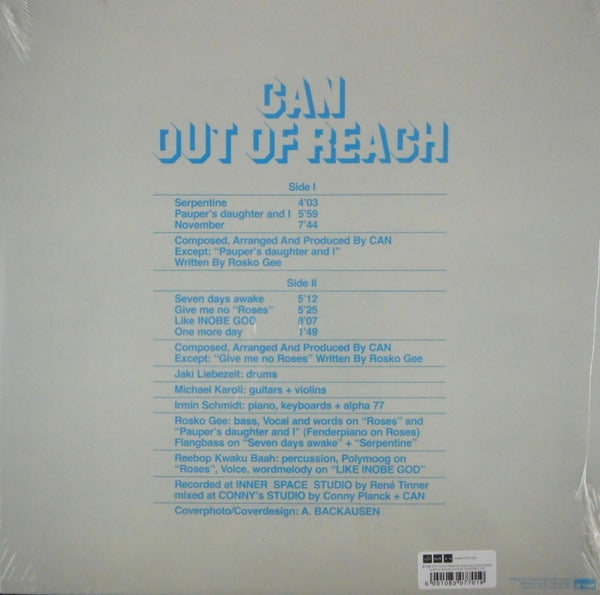 CAN
OUT OF REACH
Side I
Serpentine 4'03
Pauper's daughter and I 5'59
November 7'44
Composed, Arranged And Produced By CAN
Except: "Pauper's daughter and I"
Written By Rosko Gee
Side II
Seven days awake 5'12
Give me no "Roses" 5'25
Like INOBE GOD 8'07
One more day 1'49
Composed, Arranged And Produced By CAN
Except: "Give me no Roses" Written By Rosko Gee
Jaki Liebezeit: drums
Michael Karoli: guitars + violins
Irmin Schmidt: piano, keyboards + alpha 77
Rosko Gee: bass, Vocal and words on "Roses" and
"Pauper's daughter and I" (Fenderpiano on Roses)
Flangbass on "Seven days awake" + "Serpentine"
Reebop Kwaku Baah: percussion, Polymoog on
"Roses", Voice, wordmelody on "LIKE INOBE GOD"
Recorded at INNER SPACE STUDIO by René Tinner
mixed at CONNY's STUDIO by Conny Planck + CAN
Coverphoto/Coverdesign: A. BACKAUSEN
5 051083 077019